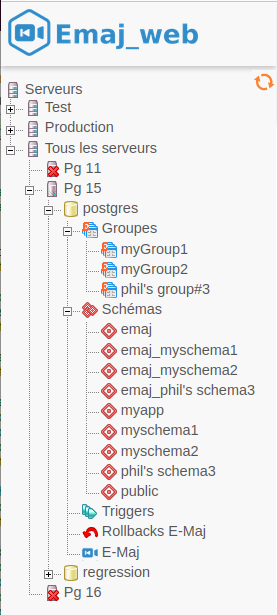 Emaj_web
Serveurs
Test
Production
Tous les serveurs
Pg 11
Pg 15
postgres
Groupes
myGroup1
myGroup2
phil's group#3
Schémas
emaj
emaj_myschema1
emaj_myschema2
emaj_phil's schema3
myapp
myschema1
myschema2
phil's schema3
public
Triggers
Rollbacks E-Maj
E-Maj
regression
Pg 16